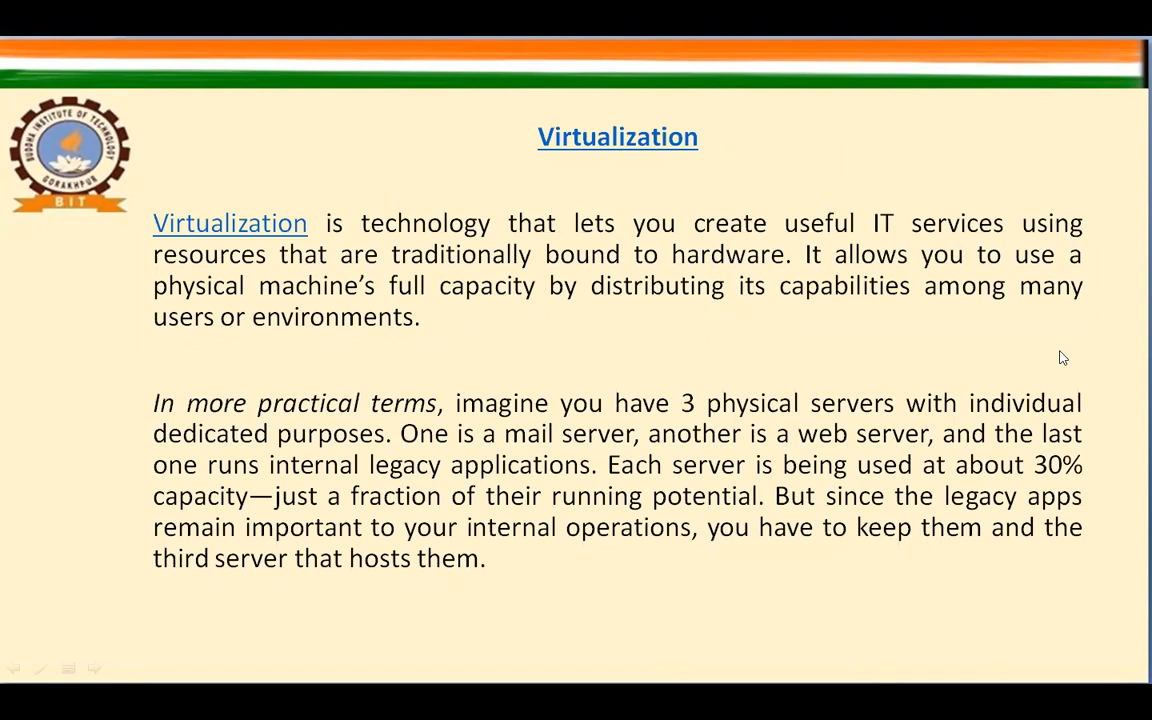 BUDDHA INSTITUTE OF TECHNOLOGY
GORAKHPUR
BIT
Virtualization
Virtualization is technology that lets you create useful IT services using
resources that are traditionally bound to hardware. It allows you to use a
physical machine’s full capacity by distributing its capabilities among many
users or environments.
In more practical terms, imagine you have 3 physical servers with individual
dedicated purposes. One is a mail server, another is a web server, and the last
one runs internal legacy applications. Each server is being used at about 30%
capacity—just a fraction of their running potential. But since the legacy apps
remain important to your internal operations, you have to keep them and the
third server that hosts them.